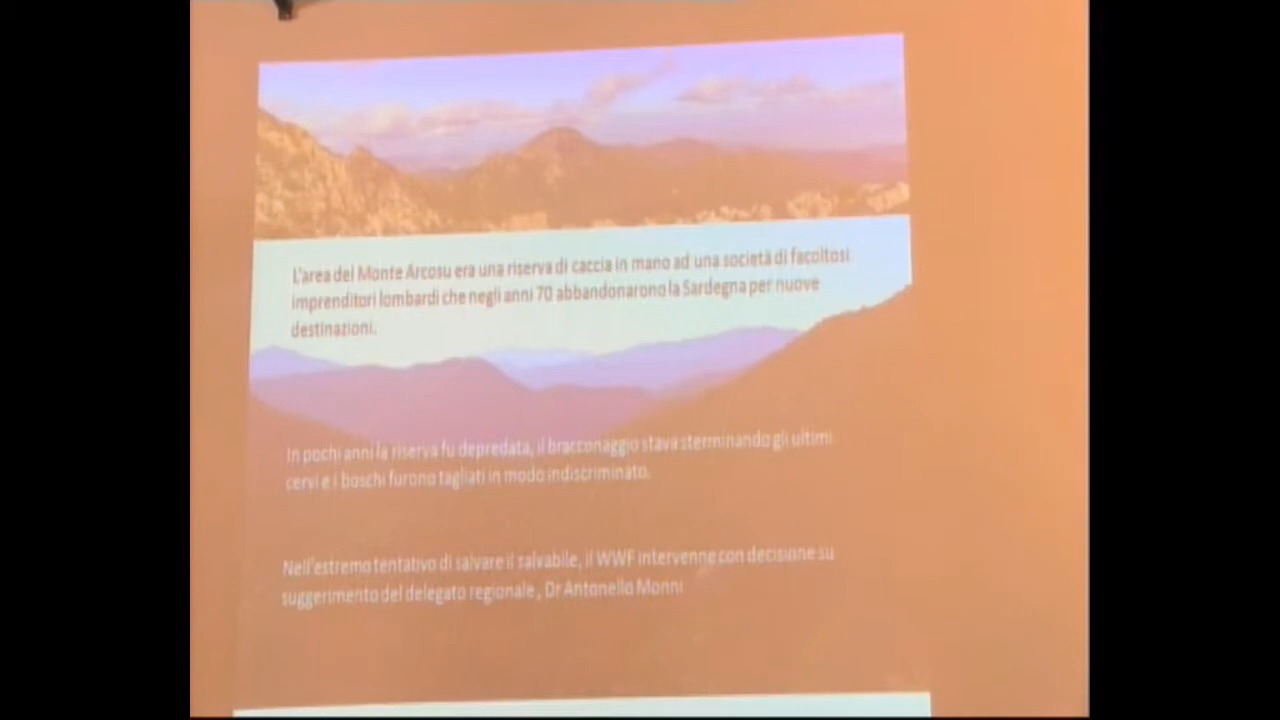 L'area del Monte Arcosu era una riserva di caccia in mano ad una società di facoltosi
imprenditori lombardi che negli anni 70 abbandonarono la Sardegna per nuove
destinazioni.
In pochi anni la riserva fu depredata, il bracconaggio stava sterminando gli ultimi
cervi e i boschi furono tagliati in modo indiscriminato.
Nell'estremo tentativo di salvare il salvabile, il WWF intervenne con decisione su
suggerimento del delegato regionale, Dr Antonello Monni